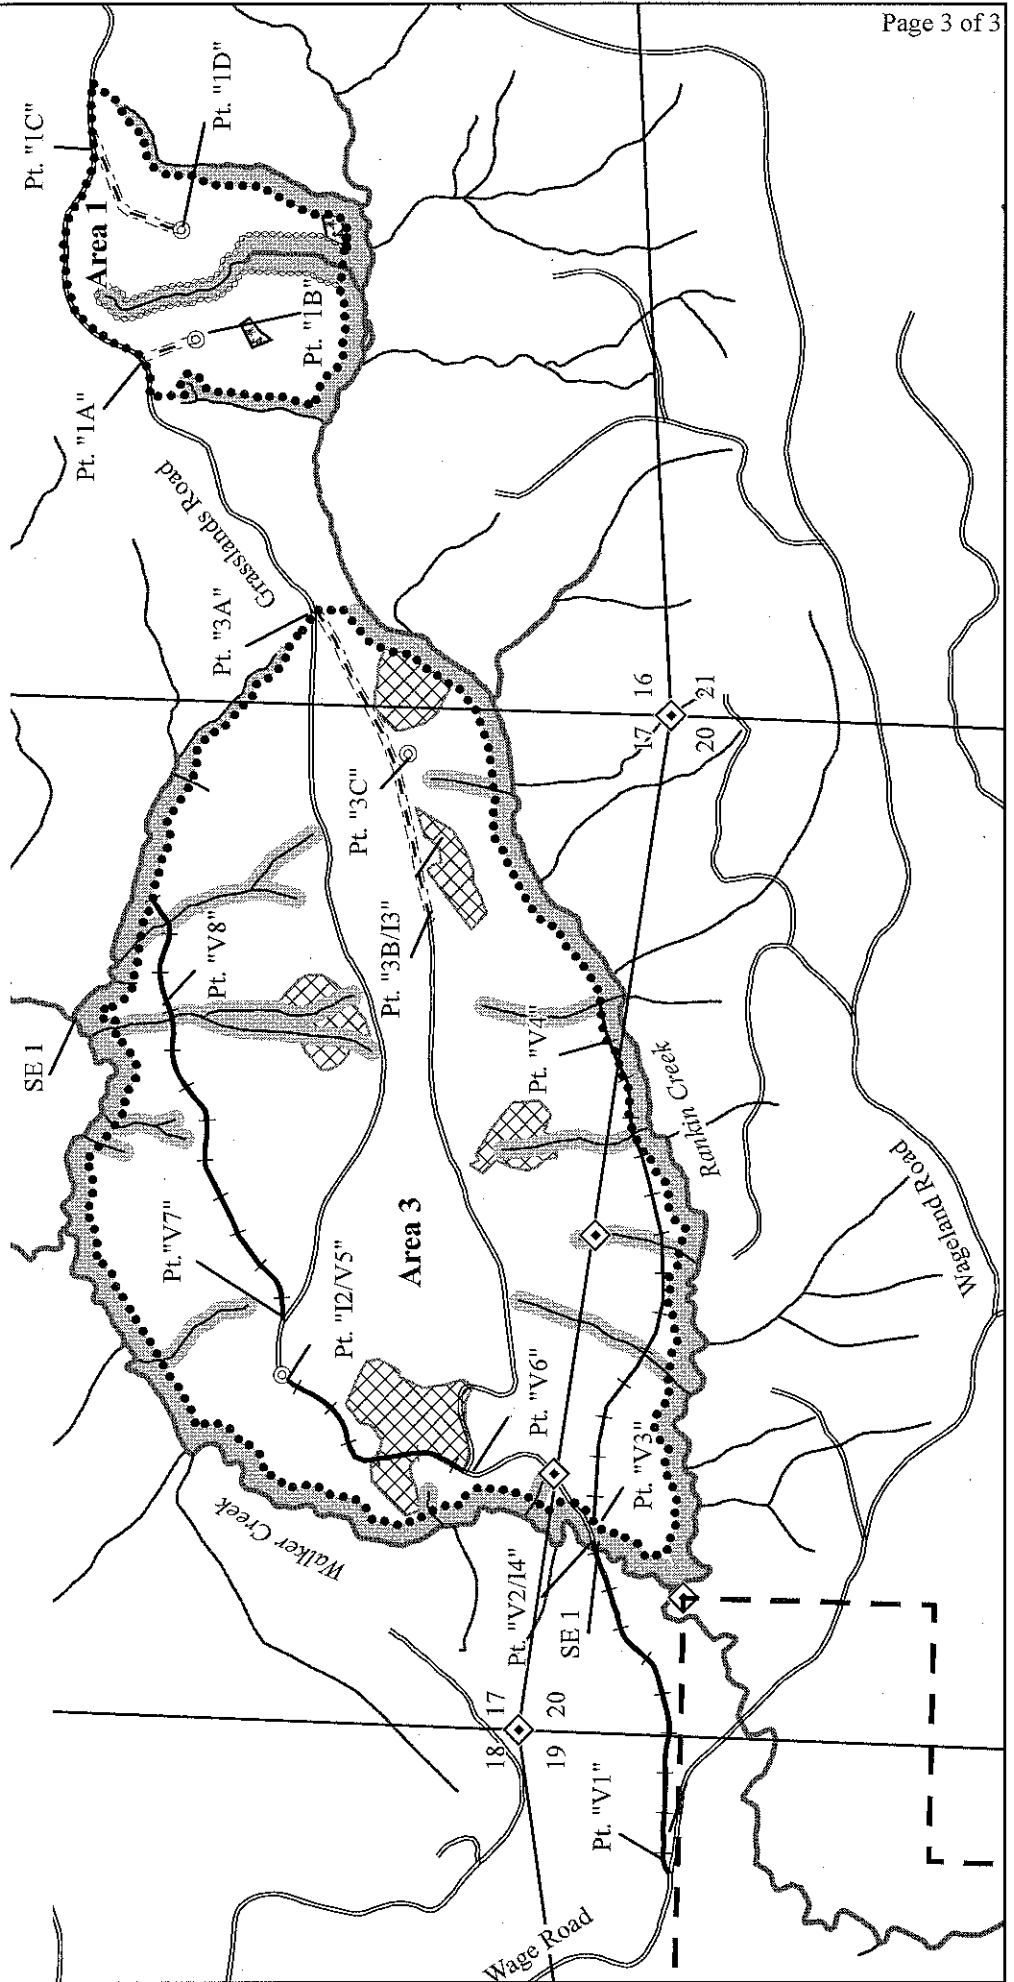 Page 3 of 3
Pt. "1C"
Pt. "1D"
Area 1
Pt. "1B"
Pt. "1A"
Grasslands Road
Pt. "3A"
16
17
21
20
Pt. "3C"
Pt. "3B/I3"
Pt. "V8"
SE 1
Pt. "V4"
Rankin Creek
Pt. "V7"
Pt. "I2/V5"
Area 3
Wageland Road
Pt. "V6"
Pt. "V3"
Walker Creek
Pt. "V2/I4"
SE 1
17
18
20
19
Pt. "V1"
Wage Road